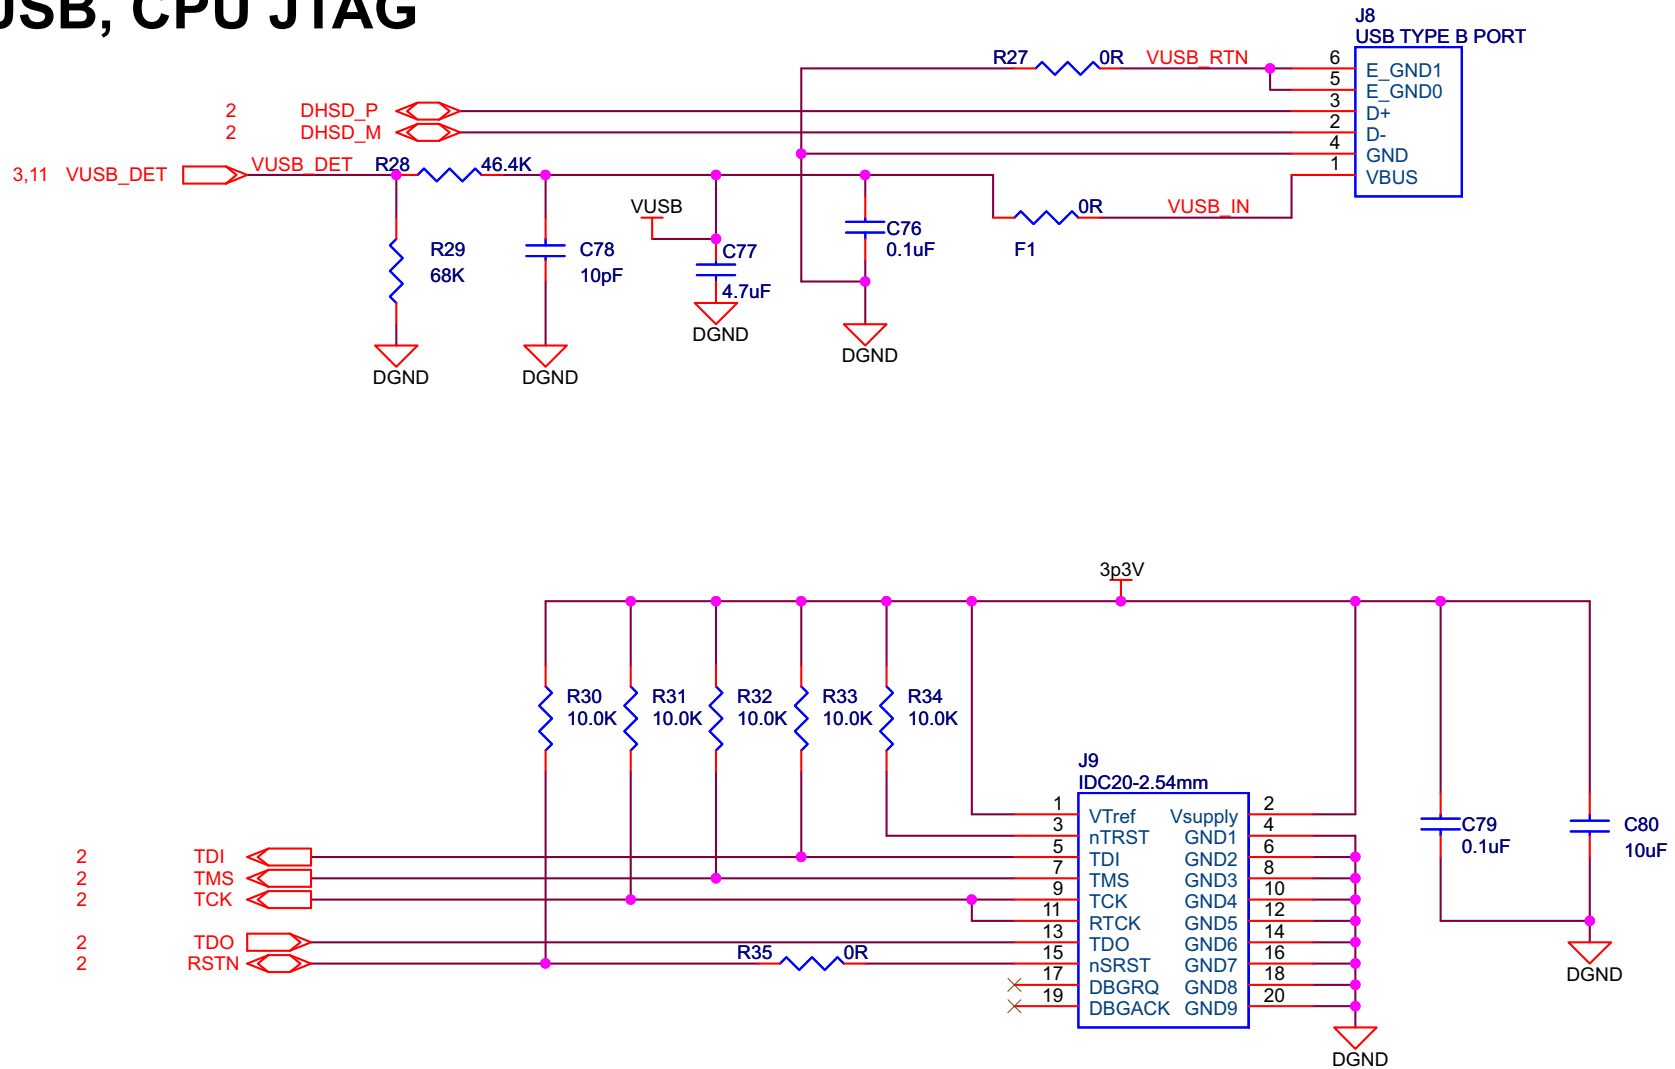 USB, CPU JTAG
J8
USB TYPE B PORT
R27 0R VUSB_RTN 6 E_GND1
5 E_GND0
2 DHSD_P 3 D+
2 DHSD_M 2 D-
4 GND
3,11 VUSB_DET VUSB_DET R28 46.4K 1 VBUS
VUSB 0R VUSB_IN
C76
0.1uF
F1
R29
68K
C78
10pF
C77
4.7uF
DGND
DGND
DGND
DGND
3p3V
R30 R31 R32 R33 R34
10.0K 10.0K 10.0K 10.0K 10.0K
J9
IDC20-2.54mm
1 VTref Vsupply 2
3 nTRST GND1 4
2 TDI 5 TDI GND2 6
2 TMS 7 TMS GND3 8
2 TCK 9 TCK GND4 10
11 RTCK GND5 12
2 TDO 13 TDO GND6 14
2 RSTN R35 0R 15 nSRST GND7 16
17 DBGRQ GND8 18
19 DBGACK GND9 20
C79
0.1uF
C80
10uF
DGND
DGND